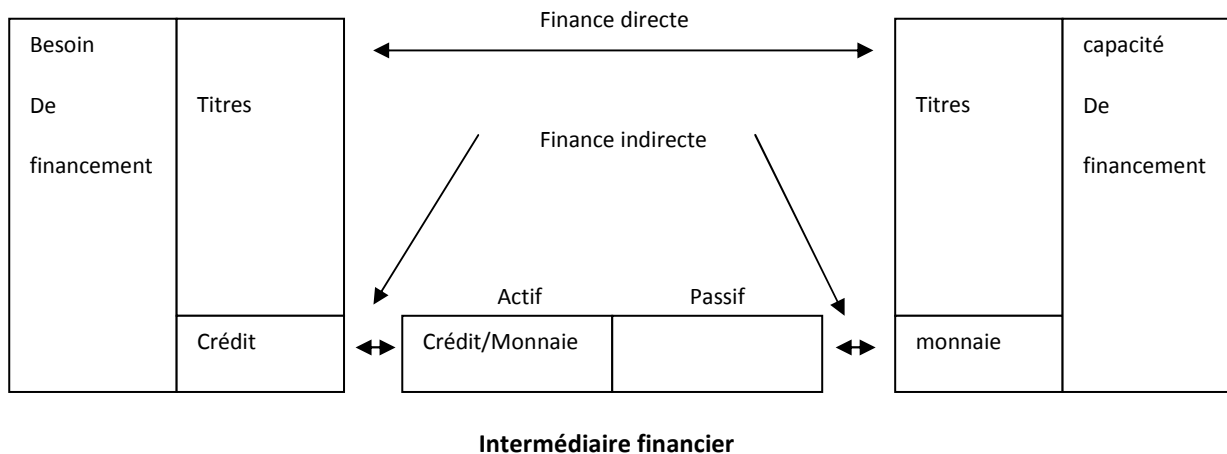 Finance directe
Besoin
De
financement
Titres
Titres
capacité
De
financement
Finance indirecte
Actif
Passif
Crédit
Crédit/Monnaie
monnaie
Intermédiaire financier